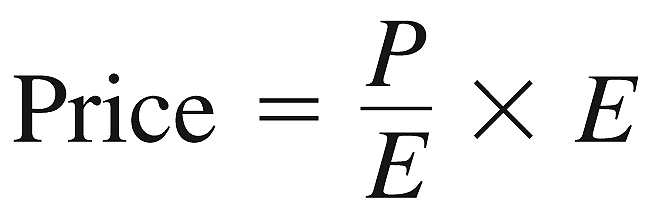 Price = P/E × E